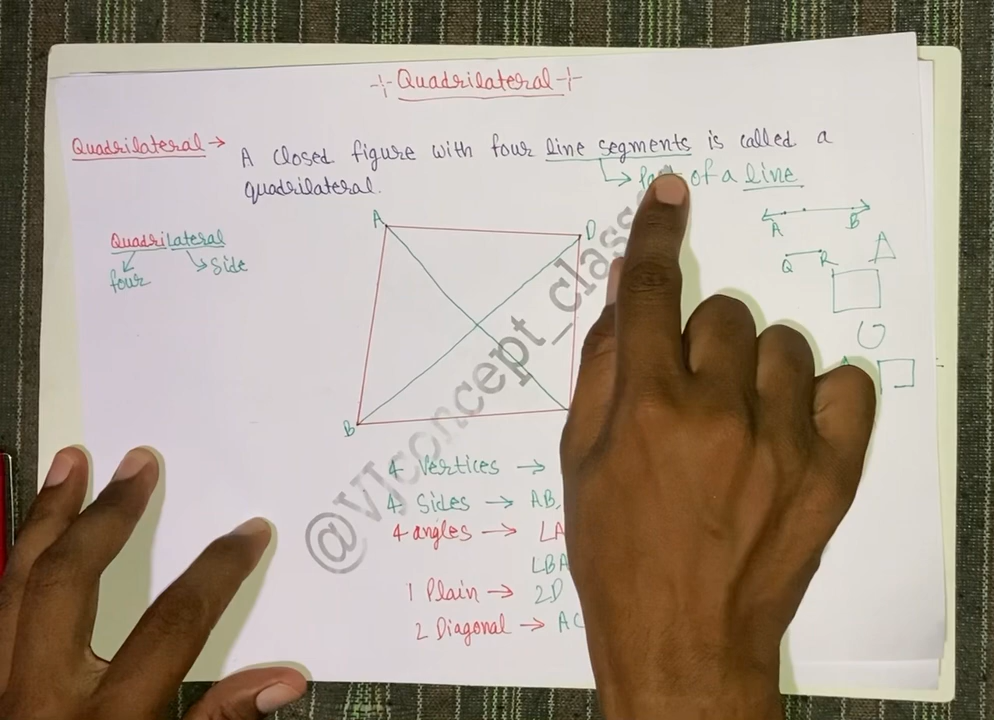 Quadrilateral
Quadrilateral → A closed figure with four line segments is called a
↳ of a line
quadrilateral.
Quadrilateral
four Side
A D
B
A B
Q R
4 Vertices →
4 Sides → AB,
4 angles → ∠A
∠BA
1 Plain → 2D
2 Diagonal → AC
@VJconcept_classe